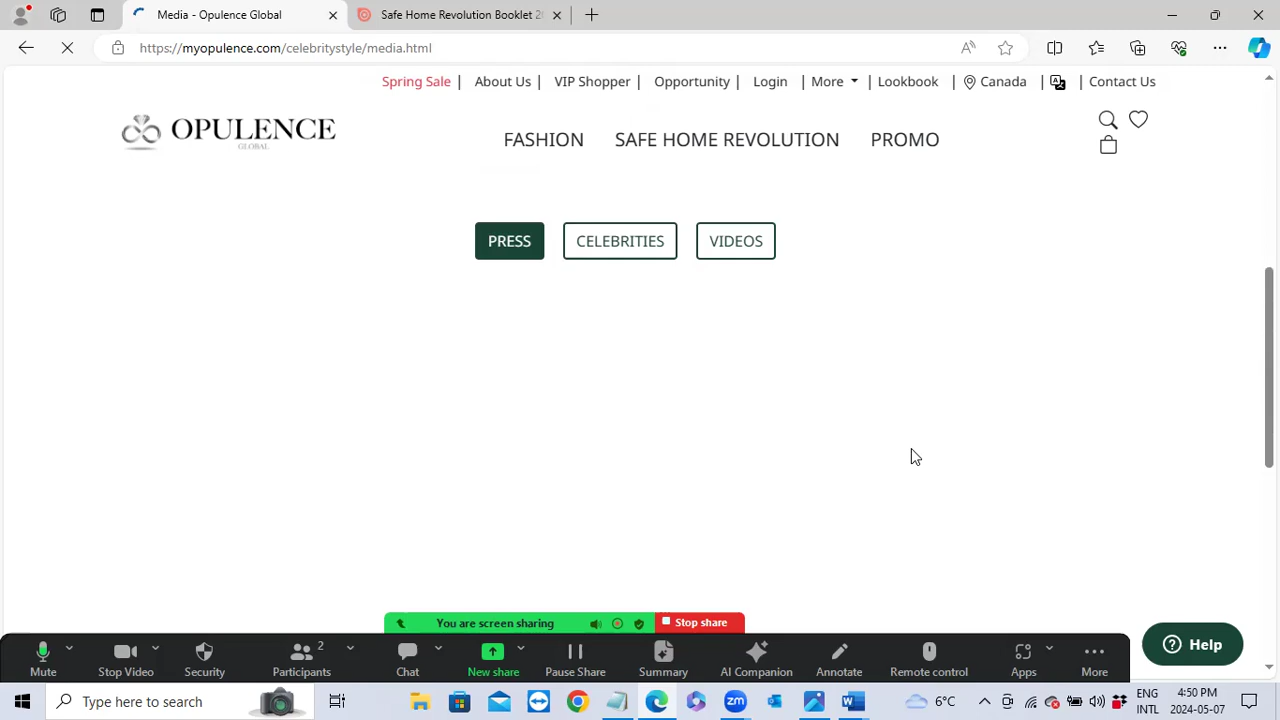 Media - Opulence Global
Safe Home Revolution Booklet 2
https://myopulence.com/celebritystyle/media.html
Spring Sale | About Us | VIP Shopper | Opportunity | Login | More | Lookbook | Canada | Contact Us
OPULENCE
GLOBAL
FASHION SAFE HOME REVOLUTION PROMO
PRESS CELEBRITIES VIDEOS
You are screen sharing Stop share
2
Mute Stop Video Security Participants Chat New share Pause Share Summary AI Companion Annotate Remote control Apps More
Help
Type here to search
6°C
ENG
INTL
4:50 PM
2024-05-07